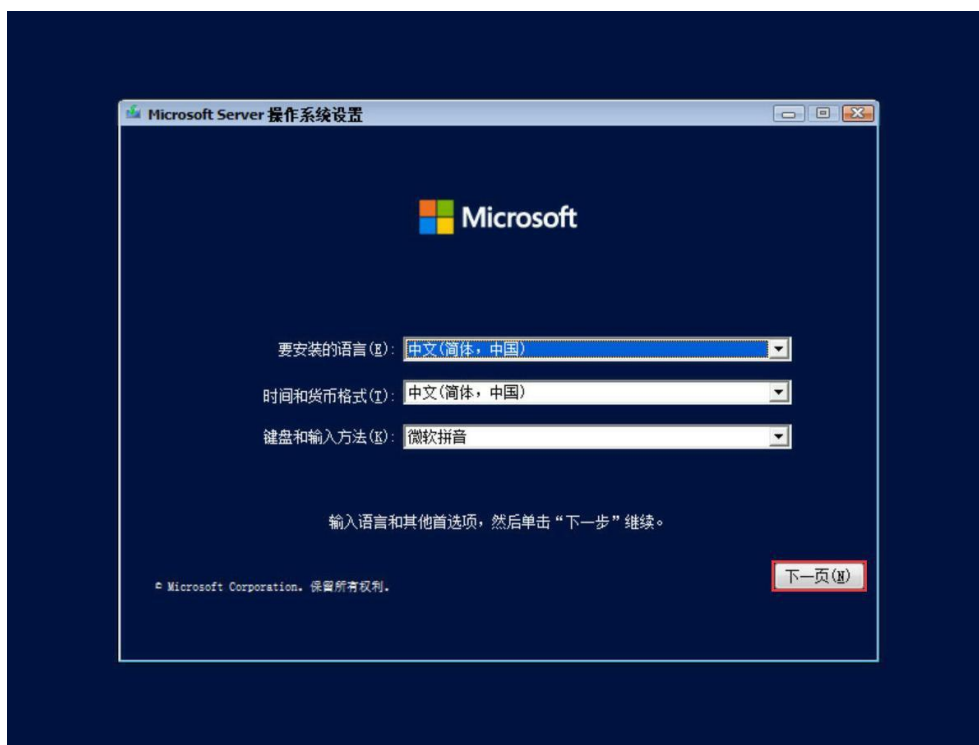 Microsoft Server 操作系统设置
Microsoft
要安装的语言(E): 中文(简体，中国)
时间和货币格式(T): 中文(简体，中国)
键盘和输入方法(K): 微软拼音
输入语言和其他首选项，然后单击“下一步”继续。
下一页(N)
© Microsoft Corporation。保留所有权利。